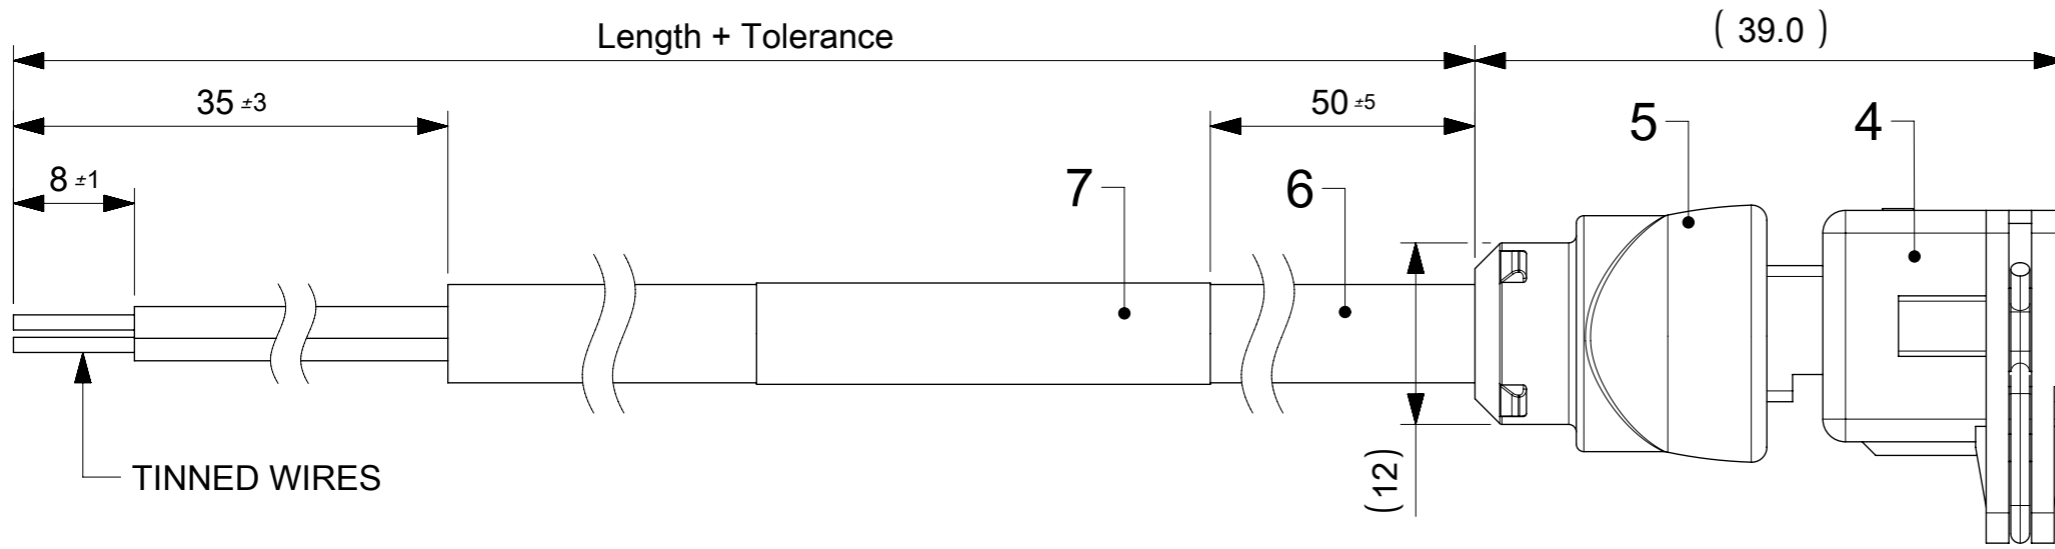 Length + Tolerance
( 39.0 )
35 ±3
50 ±5
5
4
8 ±1
7
6
(12)
TINNED WIRES